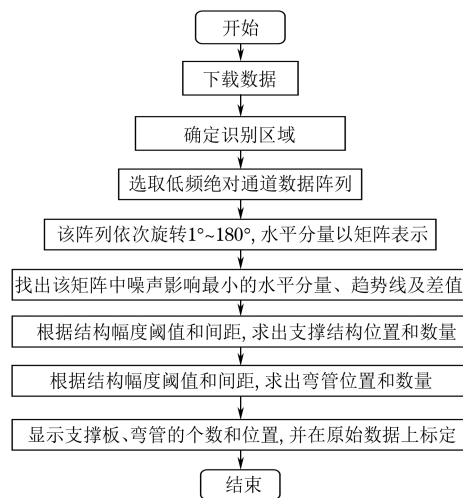 开始
下载数据
确定识别区域
选取低频绝对通道数据阵列
该阵列依次旋转1°~180°, 水平分量以矩阵表示
找出该矩阵中噪声影响最小的水平分量、趋势线及差值
根据结构幅度阈值和间距, 求出支撑结构位置和数量
根据结构幅度阈值和间距, 求出弯管位置和数量
显示支撑板、弯管的个数和位置, 并在原始数据上标定
结束